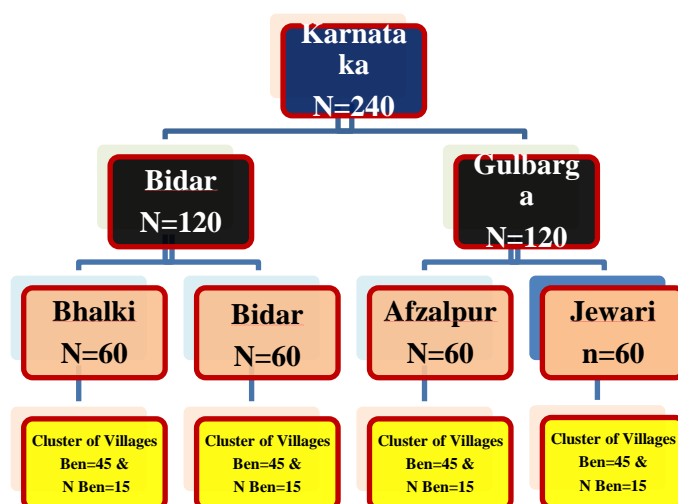 Karnata
ka
N=240
Bidar
N=120
Gulbarg
a
N=120
Bhalki
N=60
Bidar
N=60
Afzalpur
N=60
Jewari
n=60
Cluster of Villages
Ben=45 &
N Ben=15
Cluster of Villages
Ben=45 &
N Ben=15
Cluster of Villages
Ben=45 &
N Ben=15
Cluster of Villages
Ben=45 &
N Ben=15